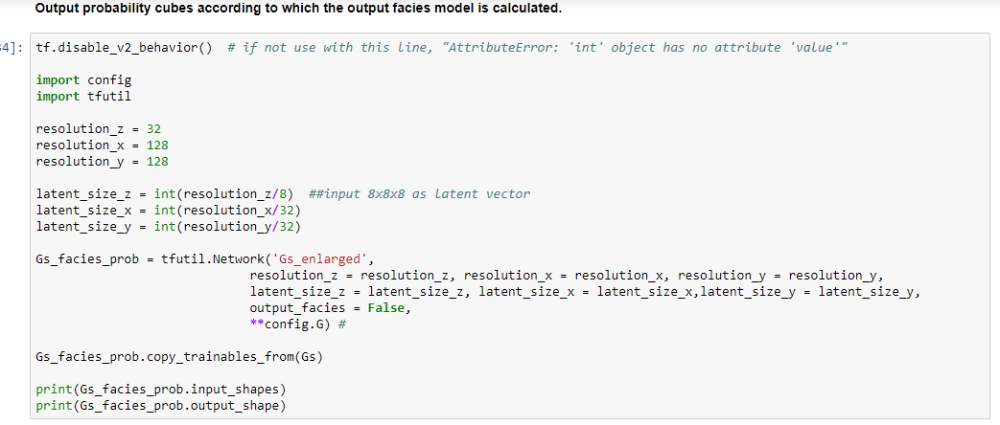 Output probability cubes according to which the output facies model is calculated.
4]: tf.disable_v2_behavior()  # if not use with this line, "AttributeError: 'int' object has no attribute 'value'"
import config
import tfutil
resolution_z = 32
resolution_x = 128
resolution_y = 128
latent_size_z = int(resolution_z/8)  ##input 8x8x8 as latent vector
latent_size_x = int(resolution_x/32)
latent_size_y = int(resolution_y/32)
Gs_facies_prob = tfutil.Network('Gs_enlarged',
resolution_z = resolution_z, resolution_x = resolution_x, resolution_y = resolution_y,
latent_size_z = latent_size_z, latent_size_x = latent_size_x,latent_size_y = latent_size_y,
output_facies = False,
**config.G) #
Gs_facies_prob.copy_trainables_from(Gs)
print(Gs_facies_prob.input_shapes)
print(Gs_facies_prob.output_shape)